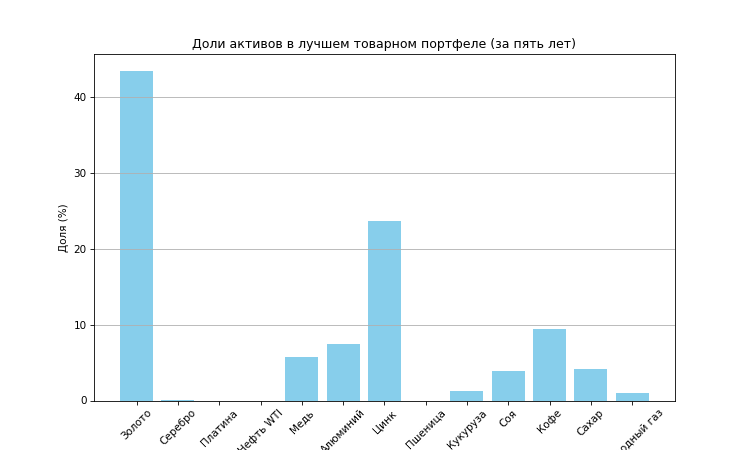 Доли активов в лучшем товарном портфеле (за пять лет)
Доля (%)
40
30
20
10
0
Золото
Серебро
Платина
Нефть WTI
Медь
Алюминий
Цинк
Пшеница
Кукуруза
Соя
Кофе
Сахар
газ